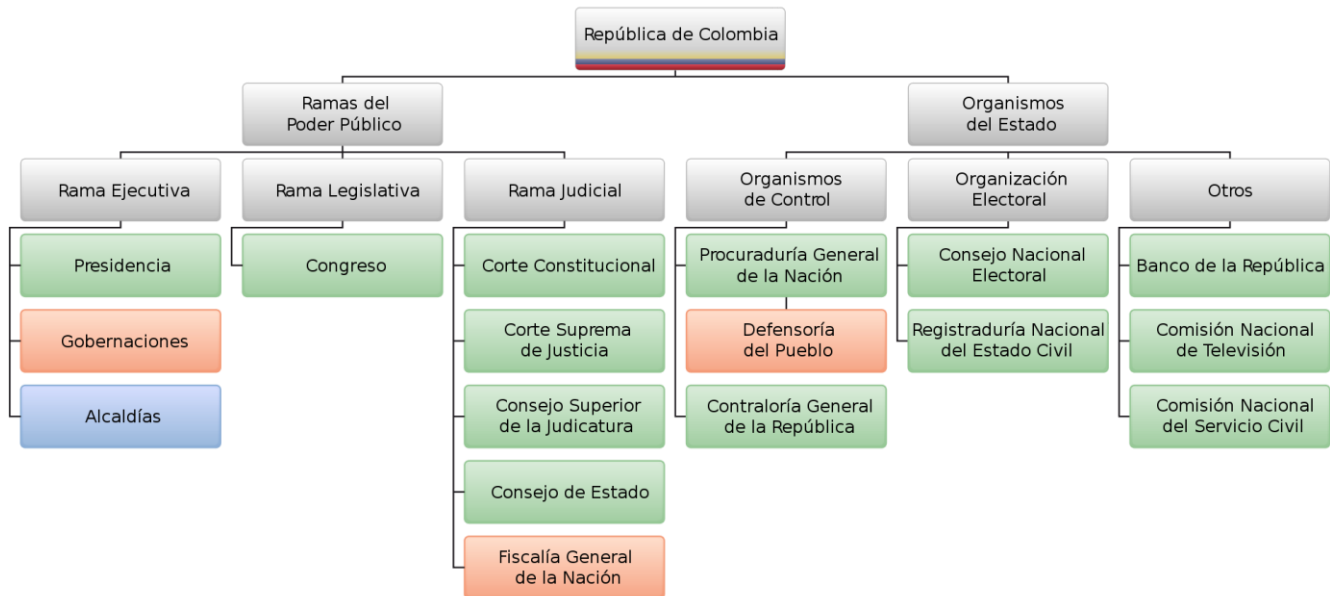 República de Colombia
Ramas del
Poder Público
Organismos
del Estado
Rama Ejecutiva
Rama Legislativa
Rama Judicial
Organismos
de Control
Organización
Electoral
Otros
Presidencia
Congreso
Corte Constitucional
Procuraduría General
de la Nación
Consejo Nacional
Electoral
Banco de la República
Gobernaciones
Corte Suprema
de Justicia
Defensoría
del Pueblo
Registraduría Nacional
del Estado Civil
Comisión Nacional
de Televisión
Alcaldías
Consejo Superior
de la Judicatura
Contraloría General
de la República
Comisión Nacional
del Servicio Civil
Consejo de Estado
Fiscalía General
de la Nación